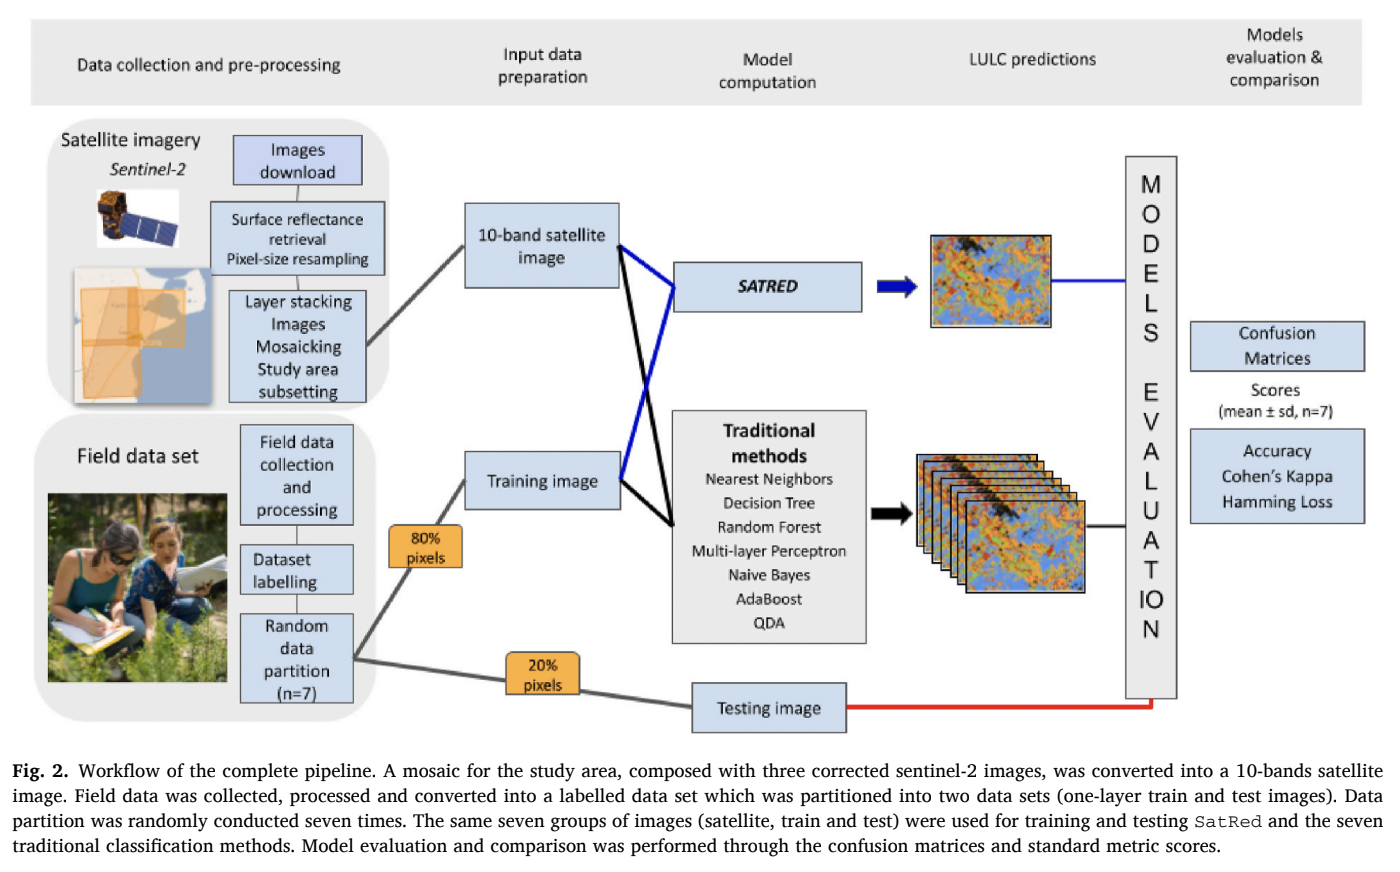 Data collection and pre-processing
Input data
preparation
Model
computation
LULC predictions
Models
evaluation &
comparison
Satellite imagery
Sentinel-2
Images
download
Surface reflectance
retrieval
Pixel-size resampling
Layer stacking
Images
Mosaicking
Study area
subsetting
Field data set
Field data
collection
and
processing
Dataset
labelling
Random
data
partition
(n=7)
80%
pixels
20%
pixels
10-band satellite
image
Training image
SATRED
Traditional
methods
Nearest Neighbors
Decision Tree
Random Forest
Multi-layer Perceptron
Naive Bayes
AdaBoost
QDA
Testing image
M
O
D
E
L
S
E
V
A
L
U
A
T
IO
N
Confusion
Matrices
Scores
(mean ± sd, n=7)
Accuracy
Cohen's Kappa
Hamming Loss
Fig. 2. Workflow of the complete pipeline. A mosaic for the study area, composed with three corrected sentinel-2 images, was converted into a 10-bands satellite
image. Field data was collected, processed and converted into a labelled data set which was partitioned into two data sets (one-layer train and test images). Data
partition was randomly conducted seven times. The same seven groups of images (satellite, train and test) were used for training and testing SatRed and the seven
traditional classification methods. Model evaluation and comparison was performed through the confusion matrices and standard metric scores.